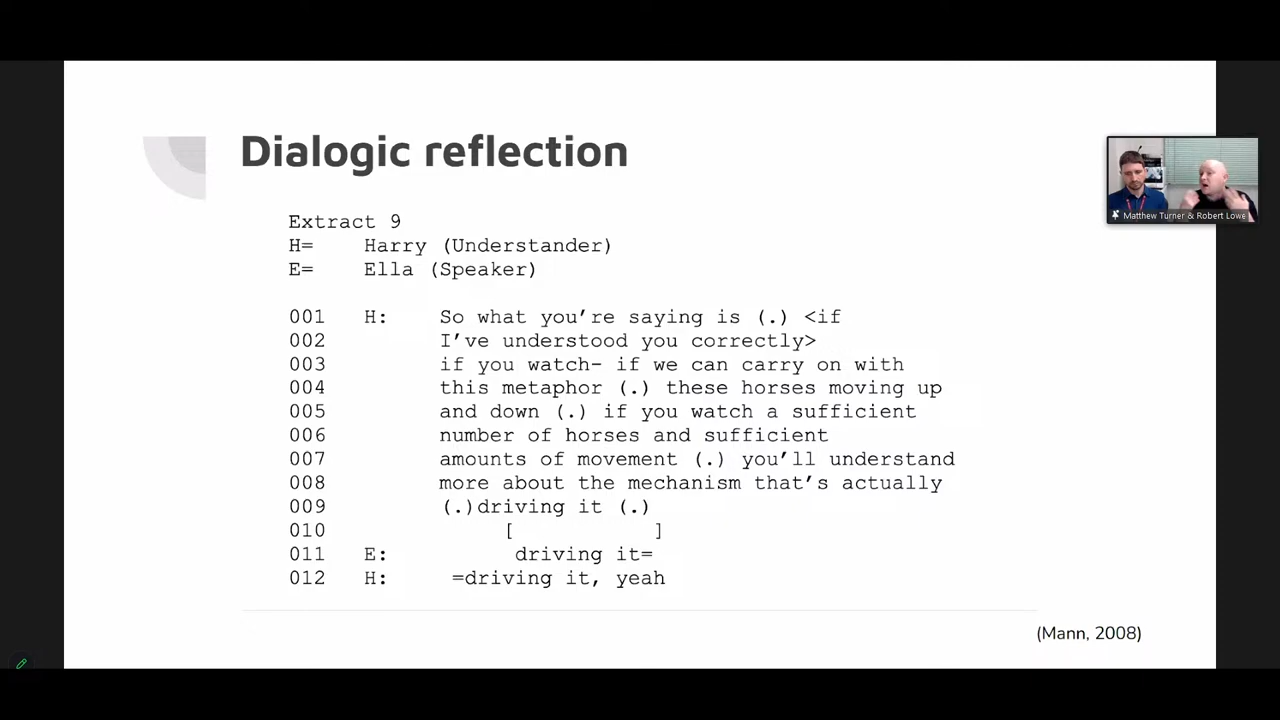 Dialogic reflection
Extract 9
H= Harry (Understander)
E= Ella (Speaker)
001 H: So what you’re saying is (.) <if
002 I’ve understood you correctly>
003 if you watch- if we can carry on with
004 this metaphor (.) these horses moving up
005 and down (.) if you watch a sufficient
006 number of horses and sufficient
007 amounts of movement (.) you’ll understand
008 more about the mechanism that’s actually
009 (.)driving it (.)
010 [ ]
011 E: driving it=
012 H: =driving it, yeah
(Mann, 2008)
Matthew Turner & Robert Lowe